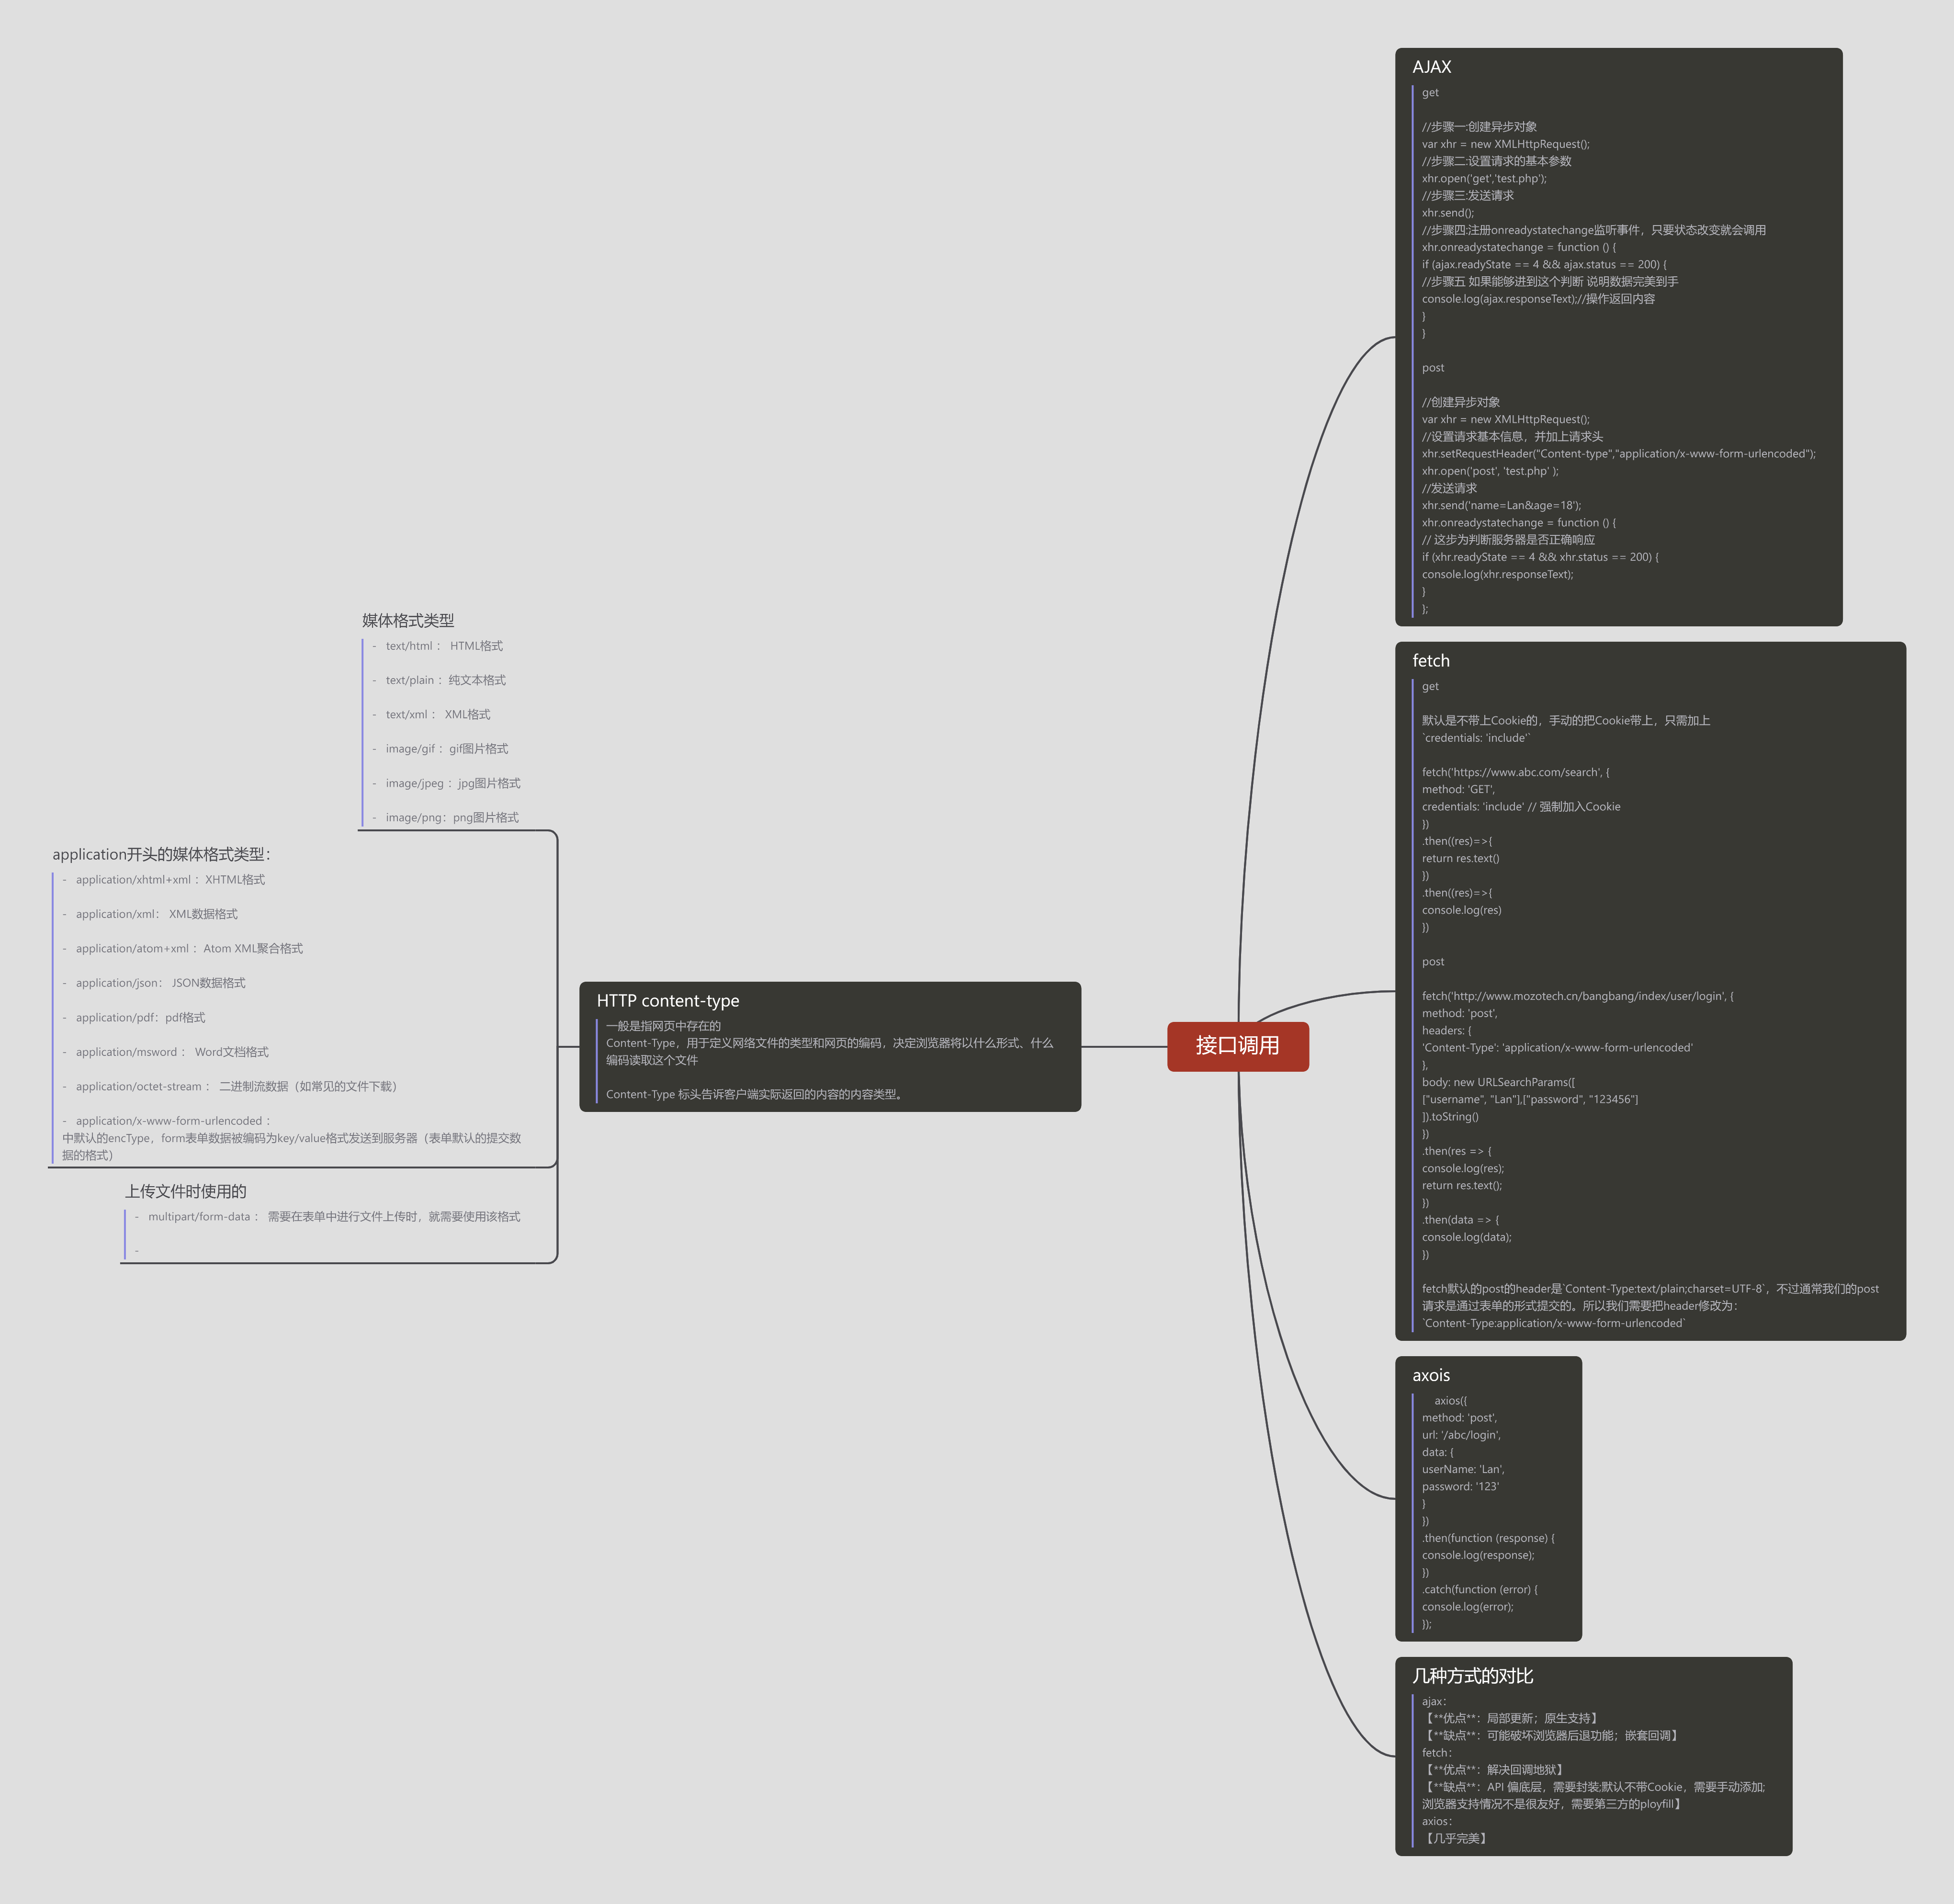 接口调用
AJAX
get
//步骤一:创建异步对象
var xhr = new XMLHttpRequest();
//步骤二:设置请求的基本参数
xhr.open('get','test.php');
//步骤三:发送请求
xhr.send();
//步骤四:注册onreadystatechange监听事件，只要状态改变就会调用
xhr.onreadystatechange = function () {
if (ajax.readyState == 4 && ajax.status == 200) {
//步骤五 如果能够进到这个判断 说明数据完美到手
console.log(ajax.responseText);//操作返回内容
}
}
post
//创建异步对象
var xhr = new XMLHttpRequest();
//设置请求基本信息，并加上请求头
xhr.setRequestHeader("Content-type","application/x-www-form-urlencoded");
xhr.open('post', 'test.php' );
//发送请求
xhr.send('name=Lan&age=18');
xhr.onreadystatechange = function () {
// 这步为判断服务器是否正确响应
if (xhr.readyState == 4 && xhr.status == 200) {
console.log(xhr.responseText);
}
};
fetch
get
默认是不带上Cookie的，手动的把Cookie带上，只需加上
`credentials: 'include'`
fetch('https://www.abc.com/search', {
method: 'GET',
credentials: 'include' // 强制加入Cookie
})
.then((res)=>{
return res.text()
})
.then((res)=>{
console.log(res)
})
post
fetch('http://www.mozotech.cn/bangbang/index/user/login', {
method: 'post',
headers: {
'Content-Type': 'application/x-www-form-urlencoded'
},
body: new URLSearchParams([
["username", "Lan"],["password", "123456"]
]).toString()
})
.then(res => {
console.log(res);
return res.text();
})
.then(data => {
console.log(data);
})
fetch默认的post的header是`Content-Type:text/plain;charset=UTF-8`，不过通常我们的post
请求是通过表单的形式提交的。所以我们需要把header修改为：
`Content-Type:application/x-www-form-urlencoded`
axois
axios({
method: 'post',
url: '/abc/login',
data: {
userName: 'Lan',
password: '123'
}
})
.then(function (response) {
console.log(response);
})
.catch(function (error) {
console.log(error);
});
几种方式的对比
ajax：
【**优点**：局部更新；原生支持】
【**缺点**：可能破坏浏览器后退功能；嵌套回调】
fetch：
【**优点**：解决回调地狱】
【**缺点**：API 偏底层，需要封装;默认不带Cookie，需要手动添加;
浏览器支持情况不是很友好，需要第三方的ployfill】
axios：
【几乎完美】
HTTP content-type
一般是指网页中存在的
Content-Type，用于定义网络文件的类型和网页的编码，决定浏览器将以什么形式、什么
编码读取这个文件
Content-Type 标头告诉客户端实际返回的内容的内容类型。
媒体格式类型
- text/html ： HTML格式
- text/plain ：纯文本格式
- text/xml ： XML格式
- image/gif ：gif图片格式
- image/jpeg ：jpg图片格式
- image/png：png图片格式
application开头的媒体格式类型：
- application/xhtml+xml ：XHTML格式
- application/xml： XML数据格式
- application/atom+xml ：Atom XML聚合格式
- application/json： JSON数据格式
- application/pdf：pdf格式
- application/msword ： Word文档格式
- application/octet-stream ： 二进制流数据（如常见的文件下载）
- application/x-www-form-urlencoded ：
中默认的encType，form表单数据被编码为key/value格式发送到服务器（表单默认的提交数
据的格式）
上传文件时使用的
- multipart/form-data ： 需要在表单中进行文件上传时，就需要使用该格式
-